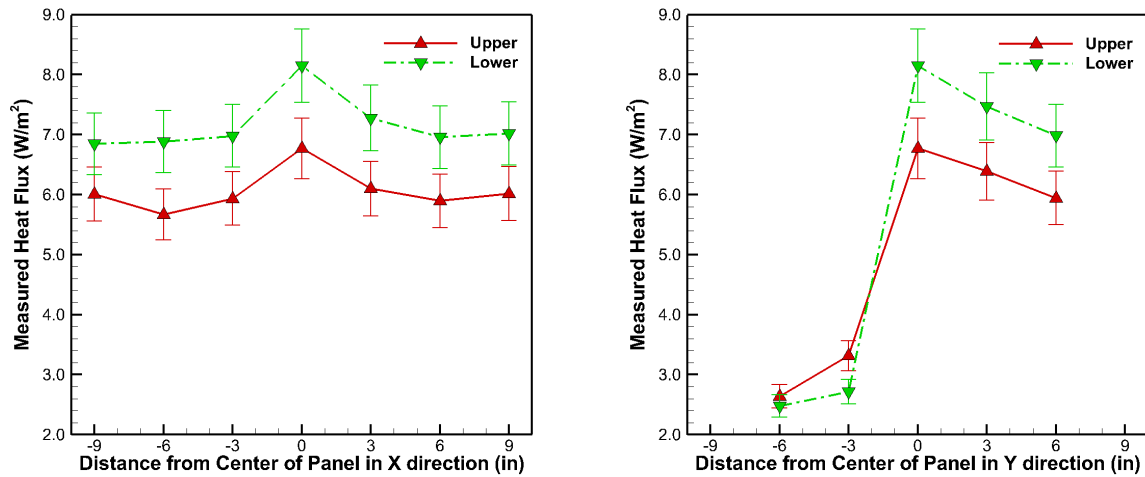 9.0
8.0
7.0
6.0
5.0
4.0
3.0
2.0
Measured Heat Flux (W/m²)
Upper
Lower
-9 -6 -3 0 3 6 9
Distance from Center of Panel in X direction (in)
9.0
8.0
7.0
6.0
5.0
4.0
3.0
2.0
Measured Heat Flux (W/m²)
Upper
Lower
-9 -6 -3 0 3 6 9
Distance from Center of Panel in Y direction (in)